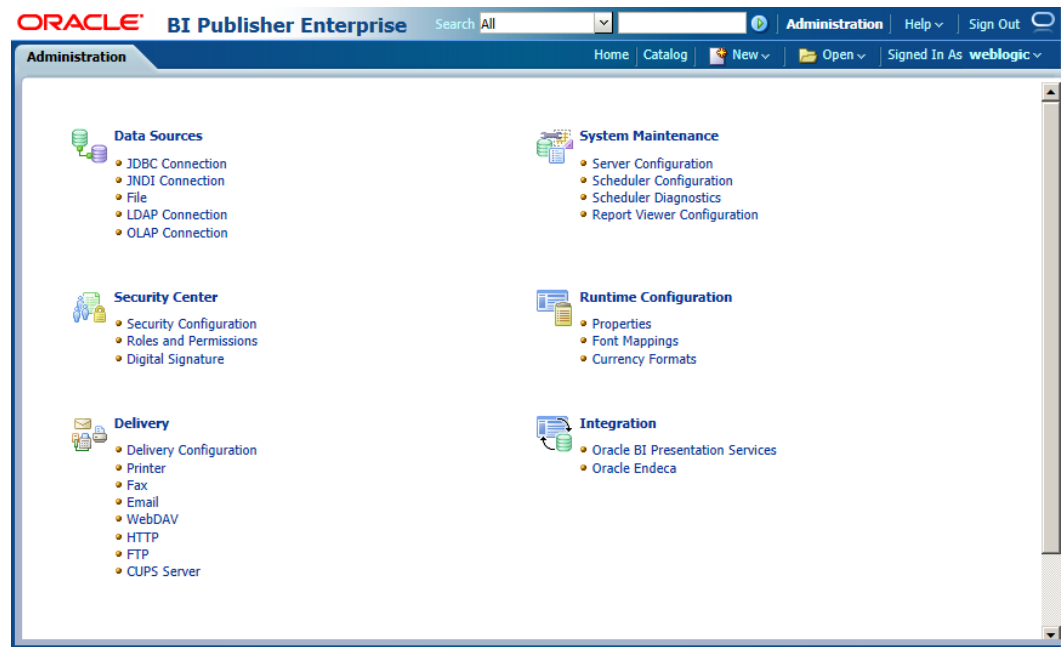 ORACLE BI Publisher Enterprise Search All Administration Help Sign Out
Administration Home Catalog New Open Signed In As weblogic
Data Sources
JDBC Connection
JNDI Connection
File
LDAP Connection
OLAP Connection
System Maintenance
Server Configuration
Scheduler Configuration
Scheduler Diagnostics
Report Viewer Configuration
Security Center
Security Configuration
Roles and Permissions
Digital Signature
Runtime Configuration
Properties
Font Mappings
Currency Formats
Delivery
Delivery Configuration
Printer
Fax
Email
WebDAV
HTTP
FTP
CUPS Server
Integration
Oracle BI Presentation Services
Oracle Endeca